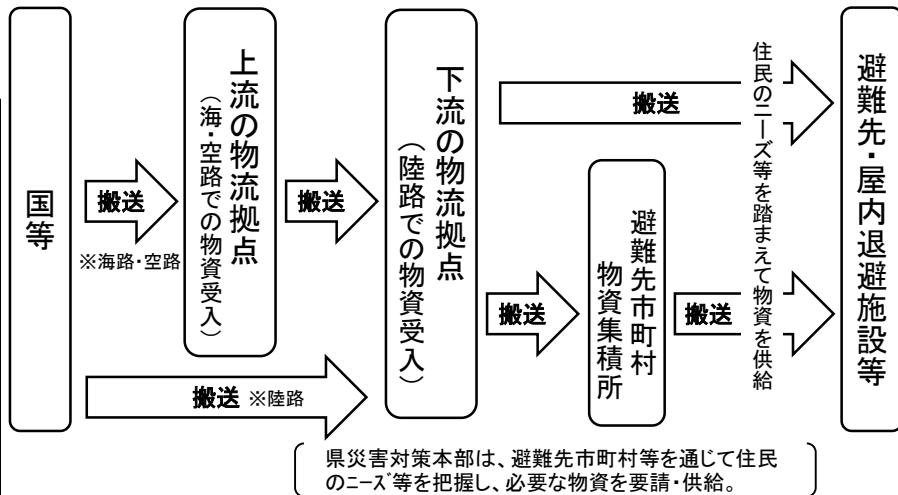 国等
搬送
※海路・空路
搬送 ※陸路
上流の物流拠点
（海・空路での物資受入）
搬送
下流の物流拠点
（陸路での物資受入）
搬送
搬送
避難先市町村
物資集積所
搬送
住民のニーズ等を踏まえて物資を供給
避難先・屋内退避施設等
県災害対策本部は、避難先市町村等を通じて住民
のニーズ等を把握し、必要な物資を要請・供給。